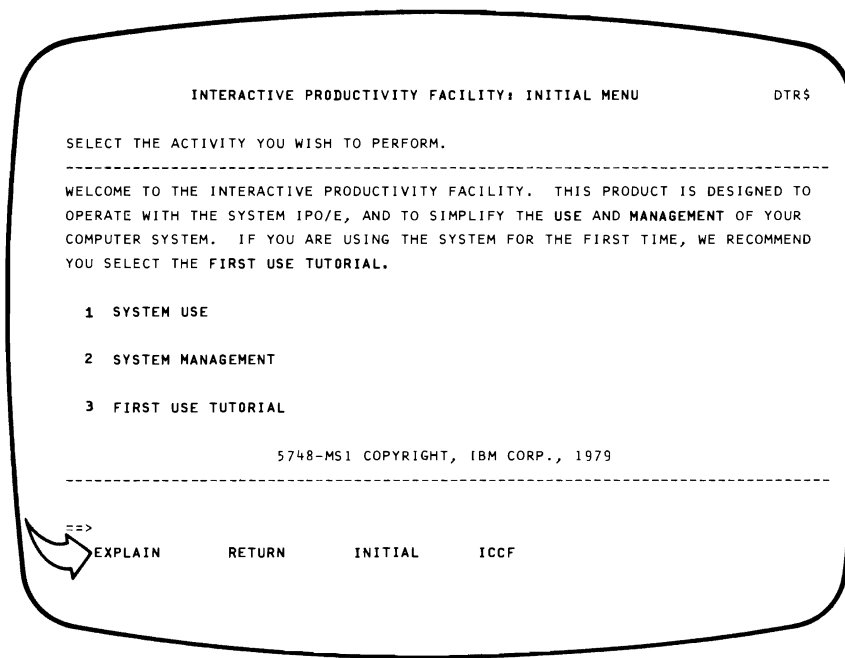 INTERACTIVE PRODUCTIVITY FACILITY: INITIAL MENU DTR$
SELECT THE ACTIVITY YOU WISH TO PERFORM.
--------------------------------------------------------------------------------
WELCOME TO THE INTERACTIVE PRODUCTIVITY FACILITY. THIS PRODUCT IS DESIGNED TO
OPERATE WITH THE SYSTEM IPO/E, AND TO SIMPLIFY THE USE AND MANAGEMENT OF YOUR
COMPUTER SYSTEM. IF YOU ARE USING THE SYSTEM FOR THE FIRST TIME, WE RECOMMEND
YOU SELECT THE FIRST USE TUTORIAL.
1 SYSTEM USE
2 SYSTEM MANAGEMENT
3 FIRST USE TUTORIAL
5748-MS1 COPYRIGHT, IBM CORP., 1979
--------------------------------------------------------------------------------
==>
EXPLAIN RETURN INITIAL ICCF